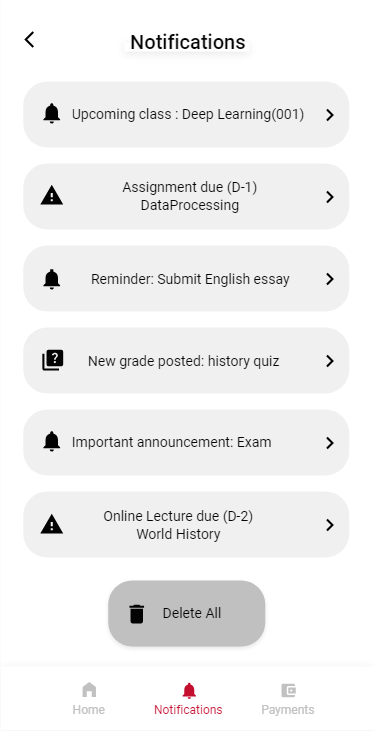 Notifications
Upcoming class : Deep Learning(001)
Assignment due (D-1)
DataProcessing
Reminder: Submit English essay
New grade posted: history quiz
Important announcement: Exam
Online Lecture due (D-2)
World History
Delete All
Home
Notifications
Payments